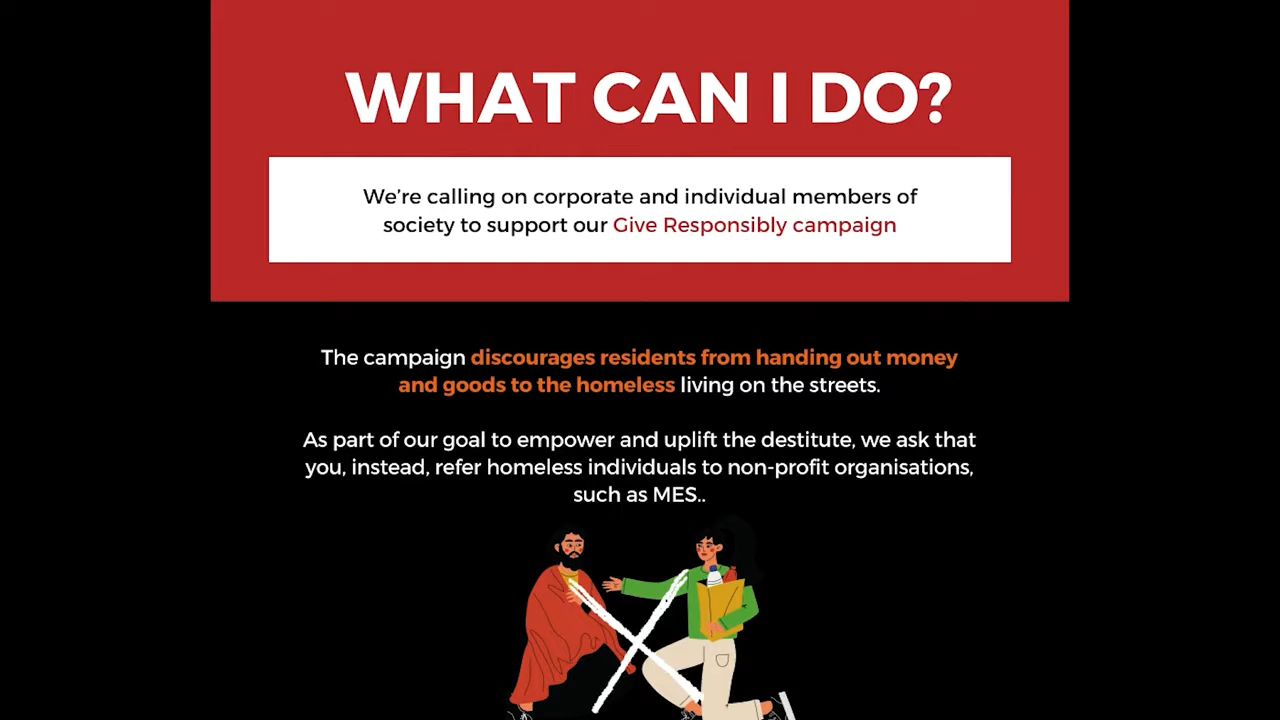 WHAT CAN I DO?
We're calling on corporate and individual members of
society to support our Give Responsibly campaign
The campaign discourages residents from handing out money
and goods to the homeless living on the streets.
As part of our goal to empower and uplift the destitute, we ask that
you, instead, refer homeless individuals to non-profit organisations,
such as MES..